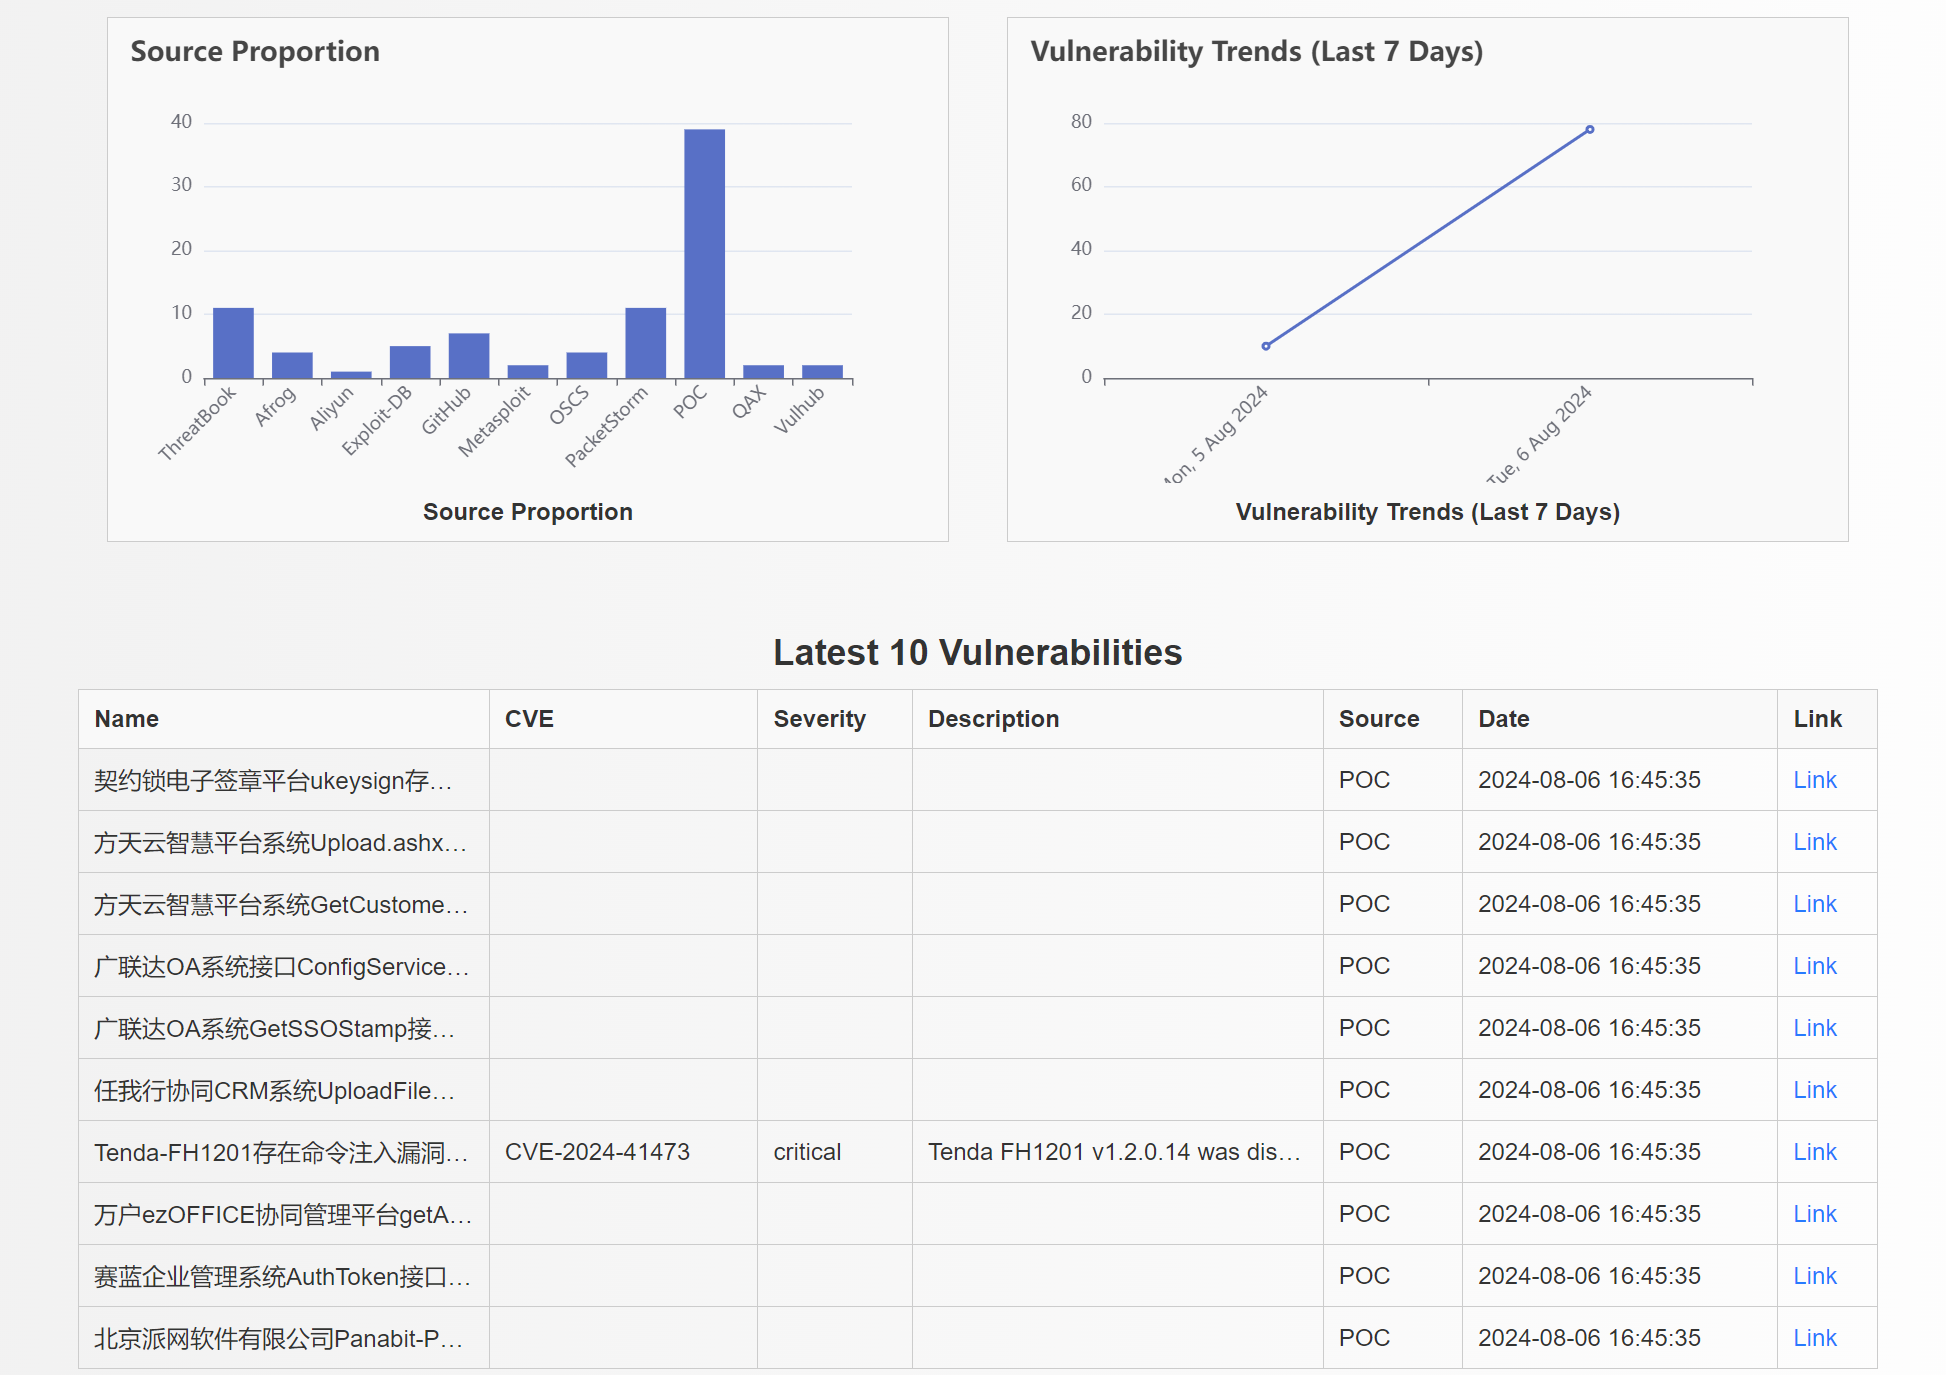 Source Proportion
40
30
20
10
0
ThreatBook
Afrog
Aliyun
Exploit-DB
GitHub
Metasploit
OSCS
PacketStorm
POC
QAX
Vulhub
Source Proportion
Vulnerability Trends (Last 7 Days)
80
60
40
20
0
Mon, 5 Aug 2024
Tue, 6 Aug 2024
Vulnerability Trends (Last 7 Days)
Latest 10 Vulnerabilities
Name CVE Severity Description Source Date Link
契约锁电子签章平台ukeysign存… POC 2024-08-06 16:45:35 Link
方天云智慧平台系统Upload.ashx… POC 2024-08-06 16:45:35 Link
方天云智慧平台系统GetCustome… POC 2024-08-06 16:45:35 Link
广联达OA系统接口ConfigService… POC 2024-08-06 16:45:35 Link
广联达OA系统GetSSOStamp接… POC 2024-08-06 16:45:35 Link
任我行协同CRM系统UploadFile… POC 2024-08-06 16:45:35 Link
Tenda-FH1201存在命令注入漏洞… CVE-2024-41473 critical Tenda FH1201 v1.2.0.14 was dis… POC 2024-08-06 16:45:35 Link
万户ezOFFICE协同管理平台getA… POC 2024-08-06 16:45:35 Link
赛蓝企业管理系统AuthToken接口… POC 2024-08-06 16:45:35 Link
北京派网软件有限公司Panabit-P… POC 2024-08-06 16:45:35 Link